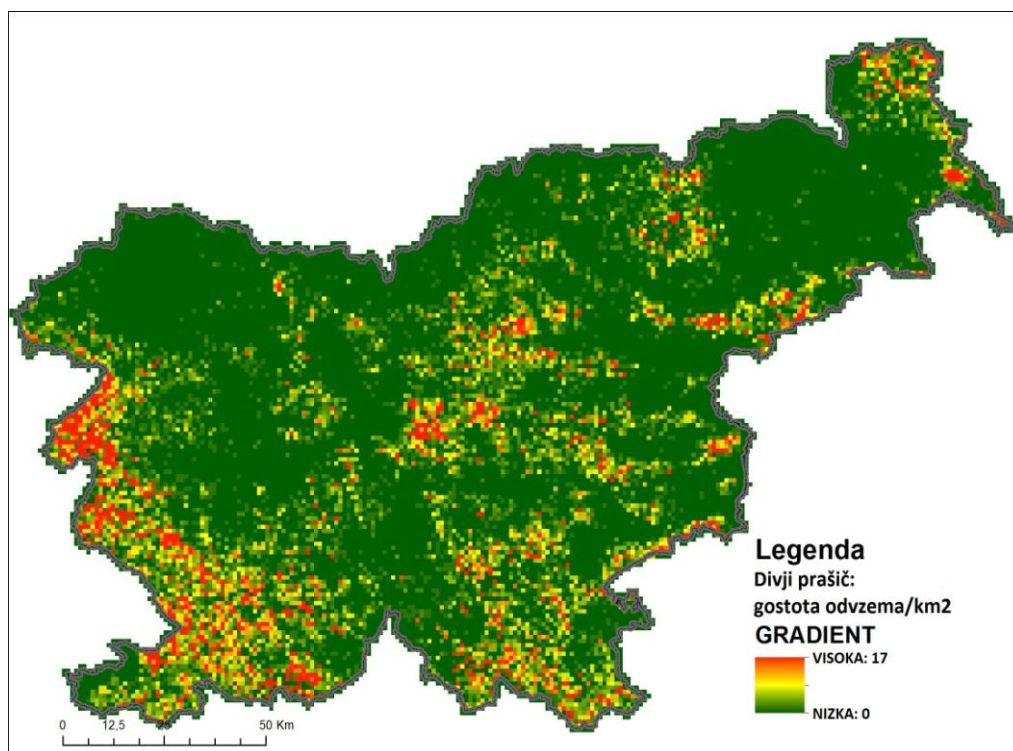 Legenda
Divji prašič:
gostota odvzema/km2
GRADIENT
VISOKA: 17
NIZKA: 0
0 12,5 25 50 Km